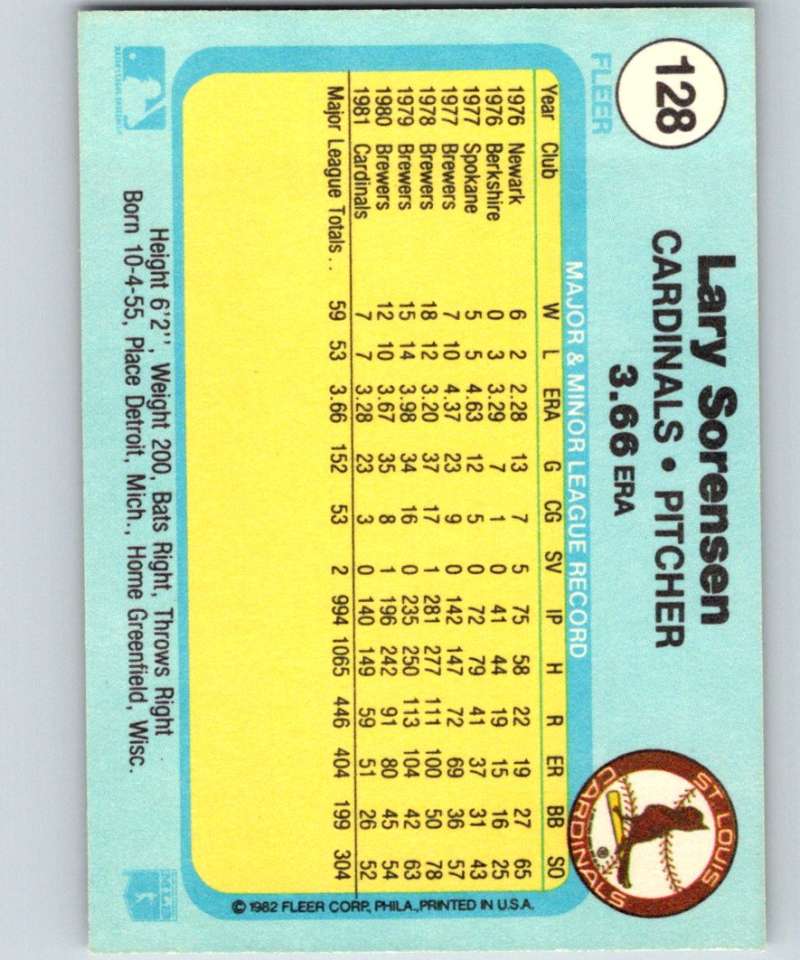 128
FLEER
Lary Sorensen
CARDINALS • PITCHER
3.66 ERA
ST. LOUIS
CARDINALS
®
MAJOR & MINOR LEAGUE RECORD
Year Club W L ERA G CG SV IP H R ER BB SO
1976 Newark 6 2 2.28 13 7 5 75 58 22 19 27 65
1976 Berkshire 0 3 3.29 7 1 0 41 44 19 15 16 25
1977 Spokane 5 5 4.63 12 5 0 72 79 41 37 31 43
1977 Brewers 7 10 4.37 23 9 0 142 147 72 69 36 57
1978 Brewers 18 12 3.20 37 17 1 281 277 111 100 50 78
1979 Brewers 15 14 3.98 34 16 0 235 250 113 104 42 63
1980 Brewers 12 10 3.67 35 8 1 196 242 91 80 45 54
1981 Cardinals 7 7 3.28 23 3 0 140 149 59 51 26 52
Major League Totals . . 59 53 3.66 152 53 2 994 1065 446 404 199 304
© 1982 FLEER CORP., PHILA., PRINTED IN U.S.A.
Height 6'2'', Weight 200, Bats Right, Throws Right
Born 10-4-55, Place Detroit, Mich., Home Greenfield, Wisc.